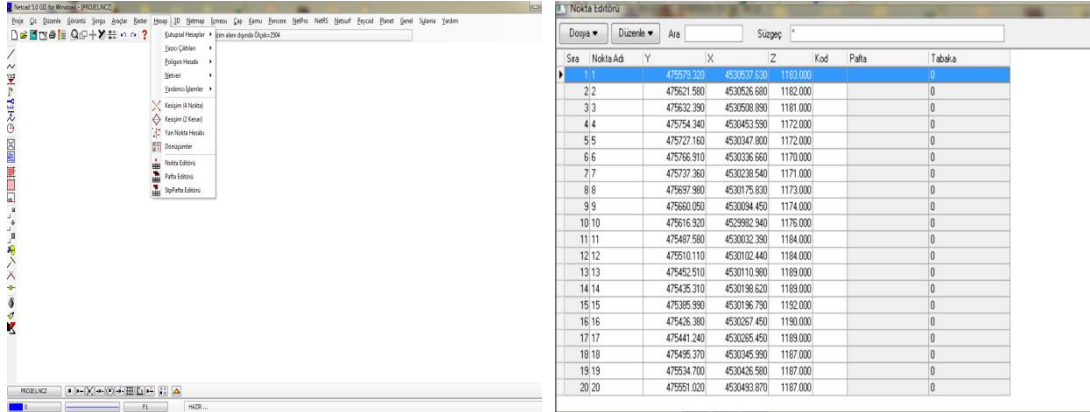 Netcad 5.0 GIS for Windows - [PROJE1.NCZ]
Proje Çiz Düzenle Görüntü Sorgu Araçlar Raster Hesap 3D Netmap İçmesu Çap Kamu Pencere NetPro NetRS Netsurf Peycad Planet Genel Sulama Yardım
Çizim alanı dışında Ölçek=2504
Kutupsal Hesaplar
Yazıcı Çıktıları
Poligon Hesabı
Netveri
Yardımcı İşlemler
Kesişim (4 Nokta)
Kesişim (2 Kenar)
Yan Nokta Hesabı
Dönüşümler
Nokta Editörü
Pafta Editörü
StpPafta Editörü
PROJE1.NCZ
0 F1 HAZIR ...
Nokta Editörü
Dosya Düzenle Ara Süzgeç *
Sıra Nokta Adı Y X Z Kod Pafta Tabaka
1 1 475579.320 4530537.630 1183.000 0
2 2 475621.580 4530526.680 1182.000 0
3 3 475632.390 4530508.890 1181.000 0
4 4 475754.340 4530453.590 1172.000 0
5 5 475727.160 4530347.800 1172.000 0
6 6 475766.910 4530336.660 1170.000 0
7 7 475737.360 4530238.540 1171.000 0
8 8 475697.980 4530175.830 1173.000 0
9 9 475660.050 4530094.450 1174.000 0
10 10 475616.920 4529982.940 1176.000 0
11 11 475487.580 4530032.390 1184.000 0
12 12 475510.110 4530102.440 1184.000 0
13 13 475452.510 4530110.980 1189.000 0
14 14 475435.310 4530198.620 1189.000 0
15 15 475385.990 4530196.790 1192.000 0
16 16 475426.380 4530267.450 1190.000 0
17 17 475441.240 4530265.450 1189.000 0
18 18 475495.370 4530345.990 1187.000 0
19 19 475534.700 4530426.580 1187.000 0
20 20 475551.020 4530493.870 1187.000 0